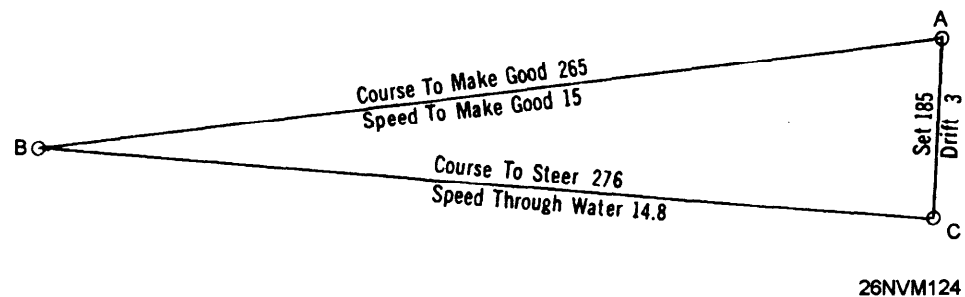 A
Course To Make Good 265
Speed To Make Good 15
Set 185
Drift 3
B
Course To Steer 276
Speed Through Water 14.8
C
26NVM124